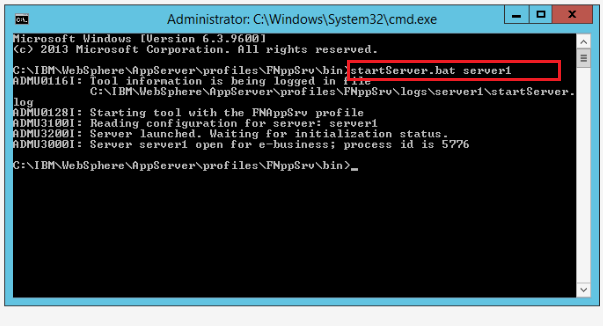 Administrator: C:\Windows\System32\cmd.exe
Microsoft Windows [Version 6.3.9600]
(c) 2013 Microsoft Corporation. All rights reserved.
C:\IBM\WebSphere\AppServer\profiles\FNppSrv\bin>startServer.bat server1
ADMU0116I: Tool information is being logged in file
C:\IBM\WebSphere\AppServer\profiles\FNppSrv\logs\server1\startServer.
log
ADMU0128I: Starting tool with the FNAppSrv profile
ADMU3100I: Reading configuration for server: server1
ADMU3200I: Server launched. Waiting for initialization status.
ADMU3000I: Server server1 open for e-business; process id is 5776
C:\IBM\WebSphere\AppServer\profiles\FNppSrv\bin>_